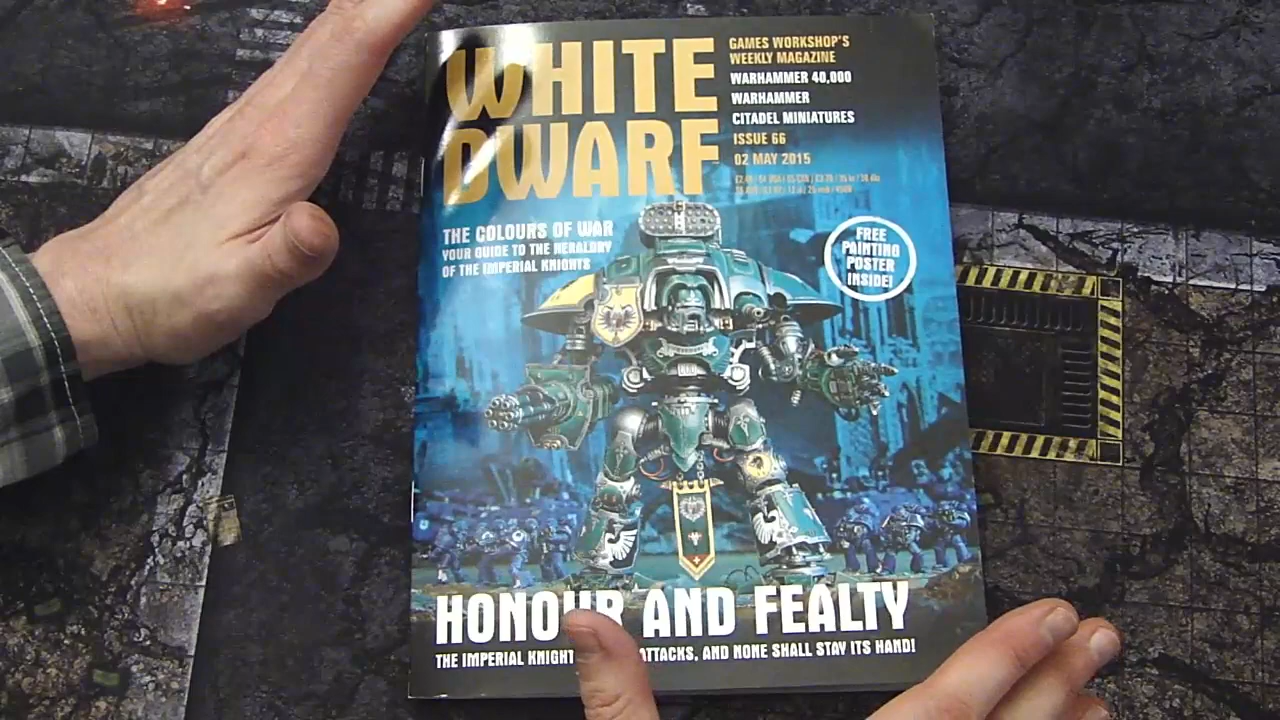 WHITE
DWARF
GAMES WORKSHOP'S
WEEKLY MAGAZINE
WARHAMMER 40,000
WARHAMMER
CITADEL MINIATURES
ISSUE 66
02 MAY 2015
THE COLOURS OF WAR
YOUR GUIDE TO THE HERALDRY
OF THE IMPERIAL KNIGHTS
FREE
PAINTING
POSTER
INSIDE!
HONOUR AND FEALTY
THE IMPERIAL KNIGHT ATTACKS, AND NONE SHALL STAY ITS HAND!